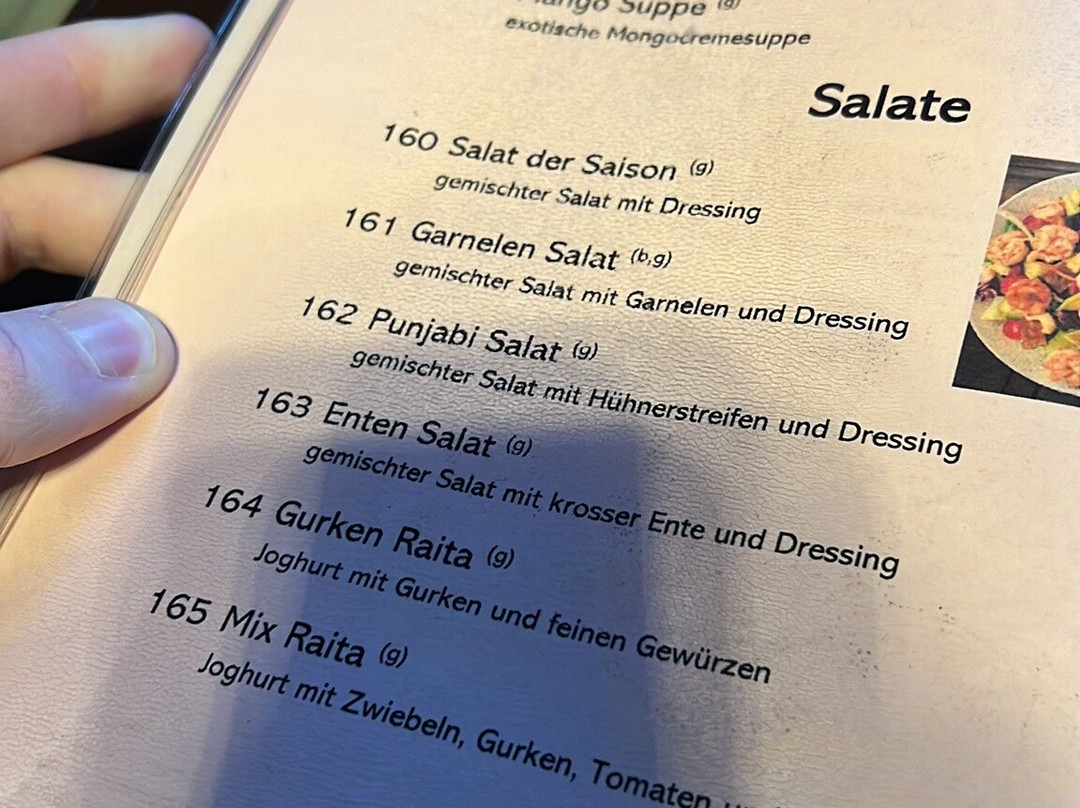 Suppe (g)
exotische Mongocremesuppe
Salate
160 Salat der Saison (g)
gemischter Salat mit Dressing
161 Garnelen Salat (b,g)
gemischter Salat mit Garnelen und Dressing
162 Punjabi Salat (g)
gemischter Salat mit Hühnerstreifen und Dressing
163 Enten Salat (g)
gemischter Salat mit krosser Ente und Dressing
164 Gurken Raita (g)
Joghurt mit Gurken und feinen Gewürzen
165 Mix Raita (g)
Joghurt mit Zwiebeln, Gurken, Tomaten